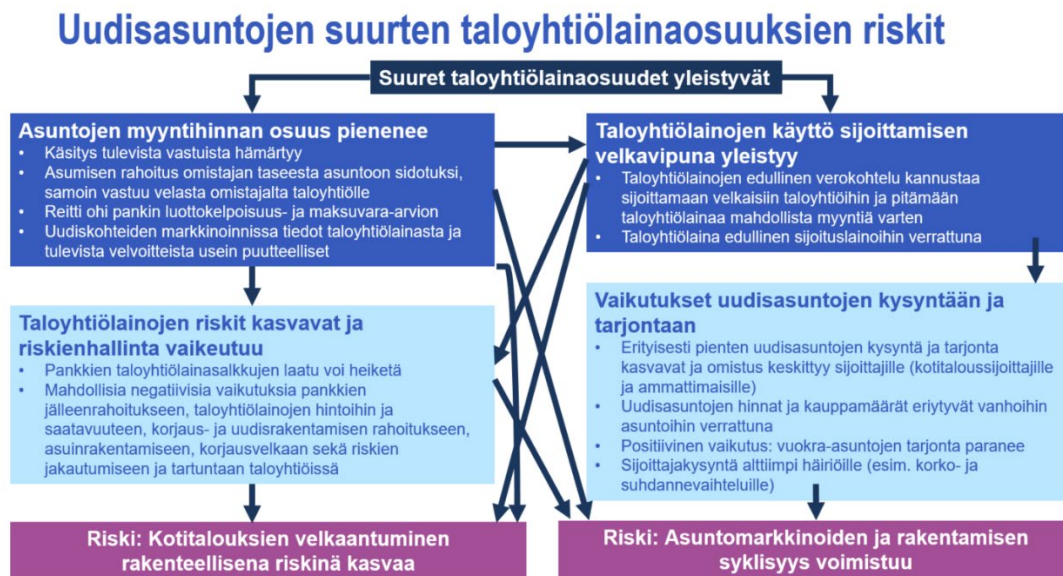 Uudisasuntojen suurten taloyhtiölainaosuuksien riskit
Suuret taloyhtiölainaosuudet yleistyvät
Asuntojen myyntihinnan osuus pienenee
• Käsitys tulevista vastuista hämärtyy
• Asumisen rahoitus omistajan taseesta asuntoon sidotuksi,
samoin vastuu velasta omistajalta taloyhtiölle
• Reitti ohi pankin luottokelpoisuus- ja maksuvara-arvion
• Uudiskohteiden markkinoinnissa tiedot taloyhtiölainasta ja
tulevista velvoitteista usein puutteelliset
Taloyhtiölainojen käyttö sijoittamisen
velkavipuna yleistyy
• Taloyhtiölainojen edullinen verokohtelu kannustaa
sijoittamaan velkaisiin taloyhtiöihin ja pitämään
taloyhtiölainaa mahdollista myyntiä varten
• Taloyhtiölaina edullinen sijoituslainoihin verrattuna
Taloyhtiölainojen riskit kasvavat ja
riskienhallinta vaikeutuu
• Pankkien taloyhtiölainasalkkujen laatu voi heiketä
• Mahdollisia negatiivisia vaikutuksia pankkien
jälleenrahoitukseen, taloyhtiölainojen hintoihin ja
saatavuuteen, korjaus- ja uudisrakentamisen rahoitukseen,
asuinrakentamiseen, korjausvelkaan sekä riskien
jakautumiseen ja tartuntaan taloyhtiöissä
Vaikutukset uudisasuntojen kysyntään ja
tarjontaan
• Erityisesti pienten uudisasuntojen kysyntä ja tarjonta
kasvavat ja omistus keskittyy sijoittajille (kotitaloussijoittajille
ja ammattimaisille)
• Uudisasuntojen hinnat ja kauppamäärät eriytyvät vanhoihin
asuntoihin verrattuna
• Positiivinen vaikutus: vuokra-asuntojen tarjonta paranee
• Sijoittajakysyntä alttiimpi häiriöille (esim. korko- ja
suhdannevaihteluille)
Riski: Kotitalouksien velkaantuminen
rakenteellisena riskinä kasvaa
Riski: Asuntomarkkinoiden ja rakentamisen
syklisyys voimistuu